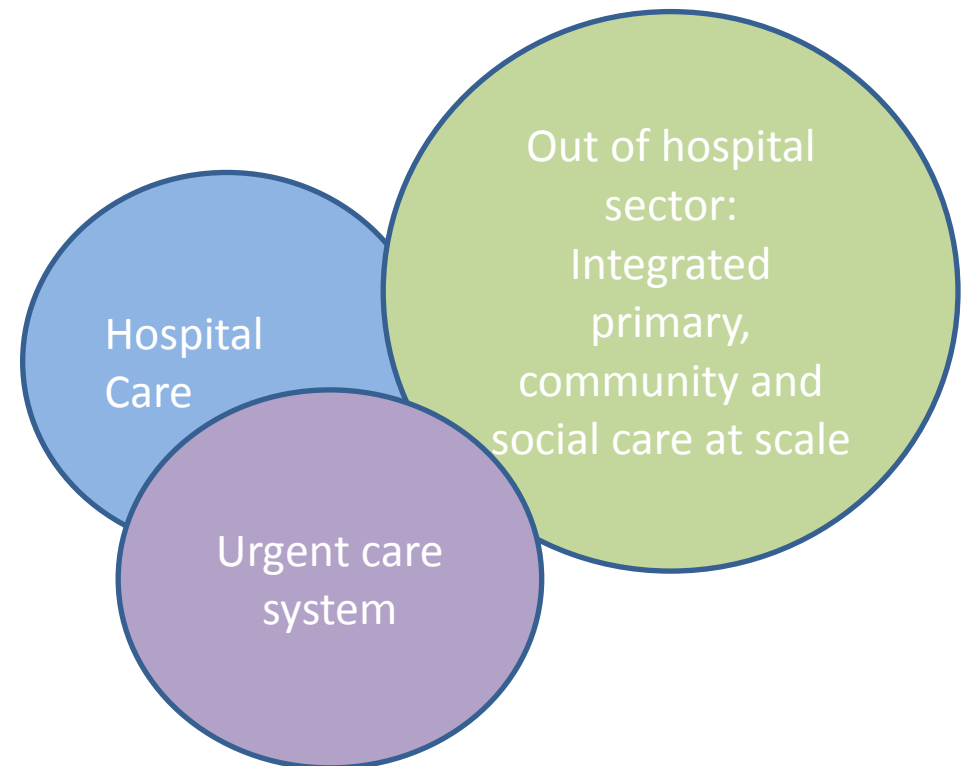 Out of hospital
sector:
Integrated
primary,
community and
social care at scale
Hospital
Care
Urgent care
system